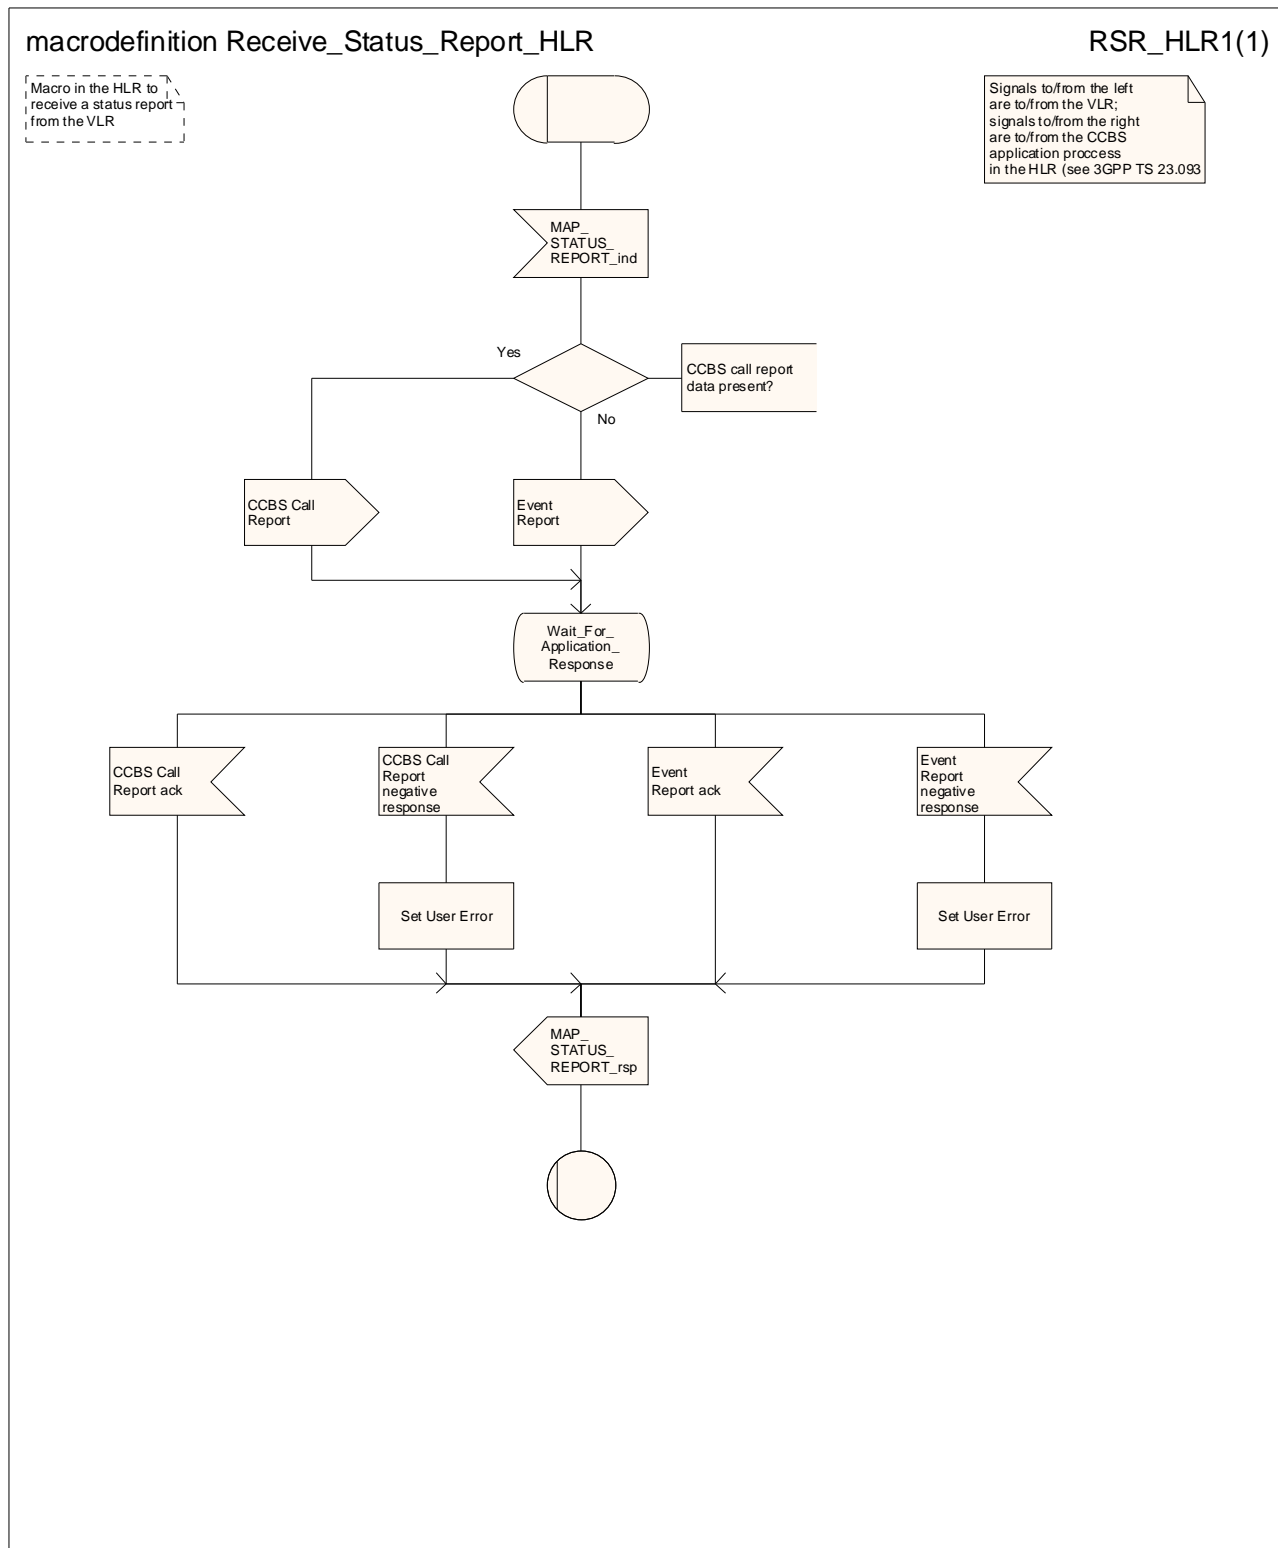 macrodefinition Receive_Status_Report_HLR
RSR_HLR1(1)
Macro in the HLR to
receive a status report
from the VLR
Signals to/from the left
are to/from the VLR;
signals to/from the right
are to/from the CCBS
application proccess
in the HLR (see 3GPP TS 23.093
MAP_
STATUS_
REPORT_ind
Yes
CCBS call report
data present?
No
CCBS Call
Report
Event
Report
Wait_For_
Application_
Response
CCBS Call
Report ack
CCBS Call
Report
negative
response
Event
Report ack
Event
Report
negative
response
Set User Error
Set User Error
MAP_
STATUS_
REPORT_rsp